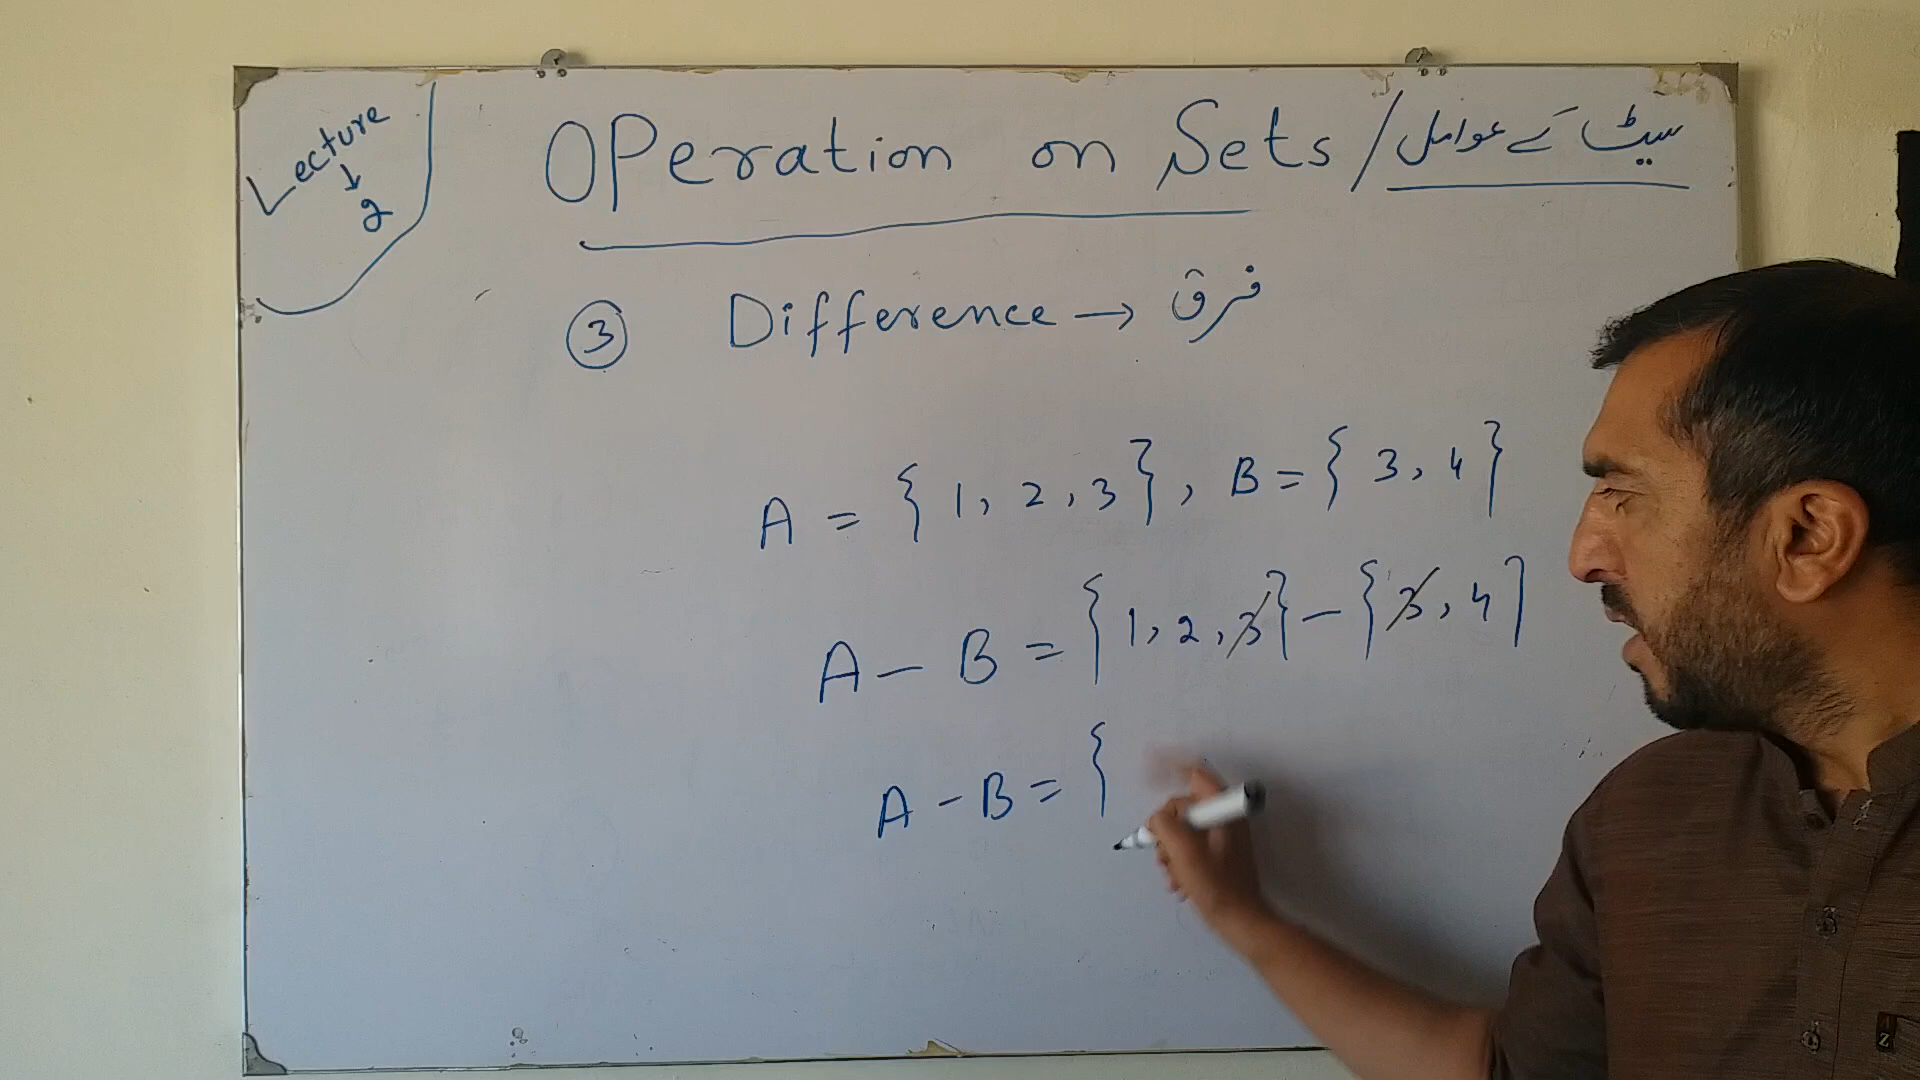 Lecture
↓
2
OPeration on Sets / سیٹ کے عوامل
③ Difference → فرق
A = { 1, 2, 3 }, B = { 3, 4 }
A - B = { 1, 2, 3 } - { 3, 4 }
A - B = {
Z